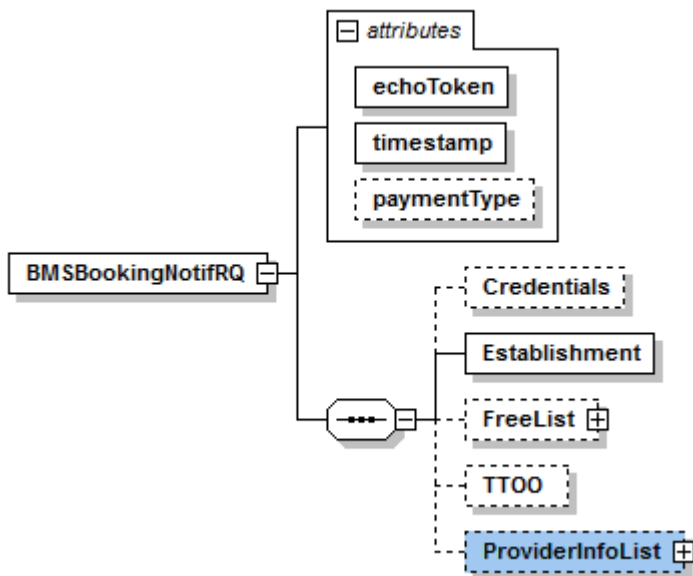 attributes
echoToken
timestamp
paymentType
BMSBookingNotifRQ
Credentials
Establishment
FreeList
TTOO
ProviderInfoList